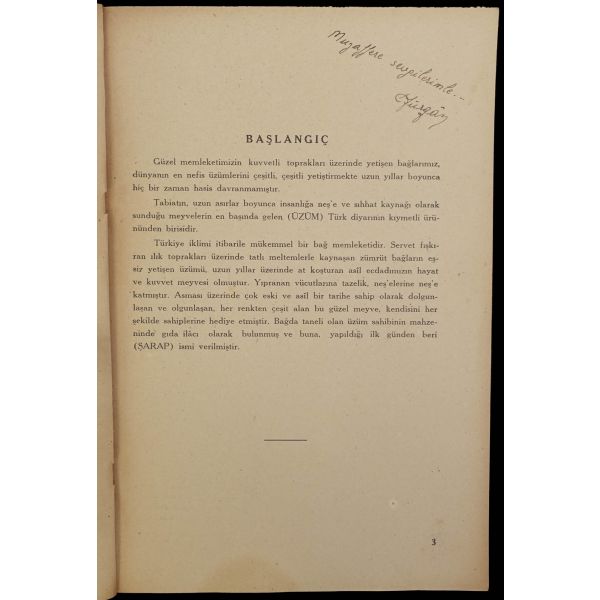 Muzaffere sevgilerimle..
BAŞLANGIÇ
Güzel memleketimizin kuvvetli toprakları üzerinde yetişen bağlarımız,
dünyanın en nefis üzümlerini çeşitli, çeşitli yetiştirmekte uzun yıllar boyunca
hiç bir zaman hasis davranmamıştır.
Tabiatın, uzun asırlar boyunca insanlığa neş'e ve sıhhat kaynağı olarak
sunduğu meyvelerin en başında gelen (ÜZÜM) Türk diyarının kıymetli ürü-
nünden birisidir.
Türkiye iklimi itibarile mükemmel bir bağ memleketidir. Servet fışkı-
ran ılık toprakları üzerinde tatlı meltemlerle kaynaşan zümrüt bağların eş-
siz yetişen üzümü, uzun yıllar üzerinde at koşturan asîl ecdadımızın hayat
ve kuvvet meyvesi olmuştur. Yıpranan vücutlarına tazelik, neş'elerine neş'e
katmıştır. Asması üzerinde çok eski ve asîl bir tarihe sahip olarak dolgun-
laşan ve olgunlaşan, her renkten çeşit alan bu güzel meyve, kendisini her
şekilde sahiplerine hediye etmiştir. Bağda taneli olan üzüm sahibinin mahze-
ninde gıda ilâcı olarak bulunmuş ve buna, yapıldığı ilk günden beri
(ŞARAP) ismi verilmiştir.
3